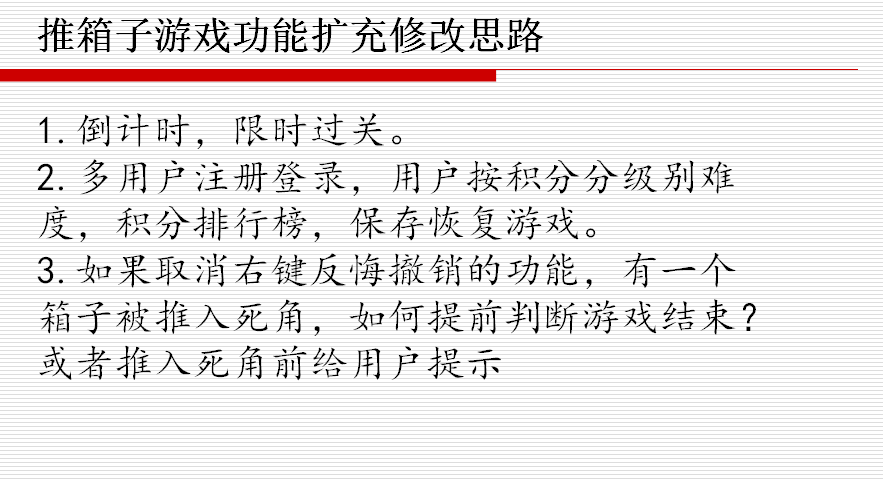 推箱子游戏功能扩充修改思路
1.倒计时，限时过关。
2.多用户注册登录，用户按积分分级别难
度，积分排行榜，保存恢复游戏。
3.如果取消右键反悔撤销的功能，有一个
箱子被推入死角，如何提前判断游戏结束？
或者推入死角前给用户提示